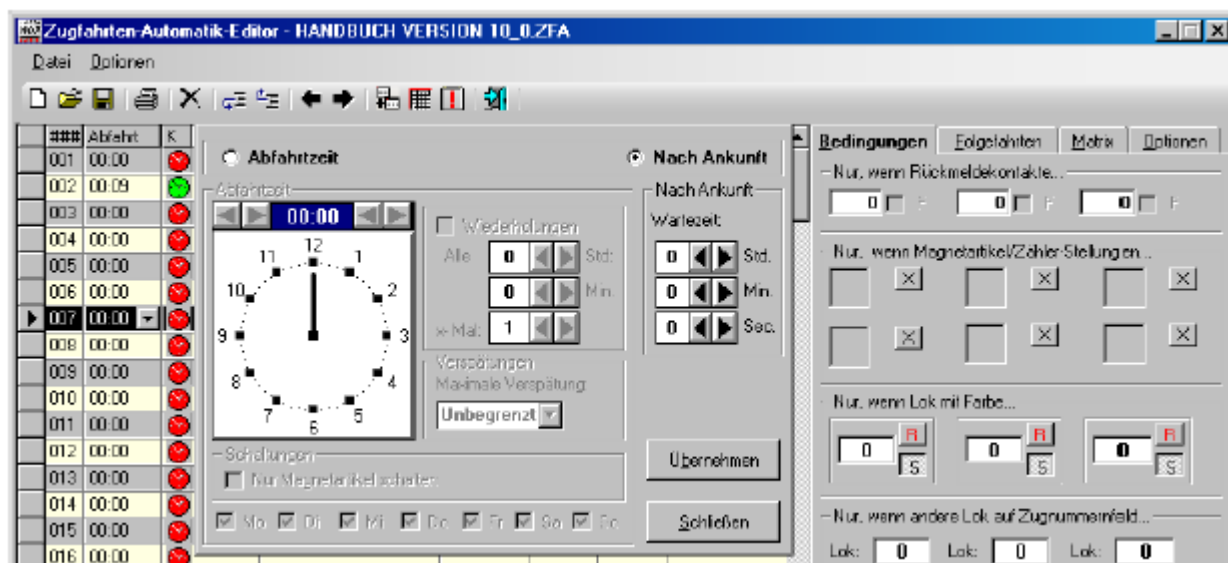 Zugfahrten-Automatik-Editor - HANDBUCH VERSION 10_0.ZFA
Datei Optionen
### Abfahrt K
001 00:00
002 00:09
003 00:00
004 00:00
005 00:00
006 00:00
007 00:00
008 00:00
009 00:00
010 00:00
011 00:00
012 00:00
013 00:00
014 00:00
015 00:00
016 00:00
Abfahrtzeit
Nach Ankunft
Abfahrtzeit
00:00
12
1
2
3
4
5
6
7
8
9
10
11
Wiederholungen
Alle 0 Std:
0 Min.
x-Mal: 1
Verspätungen
Maximale Verspätung:
Unbegrenzt
Schaltungen
Nur Magnetartikel schalten
Mo Di Mi Do Fr Sa So
Nach Ankunft
Wartezeit:
0 Std.
0 Min.
0 Sec.
Übernehmen
Schließen
Bedingungen Folgefahrten Matrix Optionen
Nur, wenn Rückmeldekontakte...
0 F 0 F 0 F
Nur, wenn Magnetartikel/Zähler-Stellungen...
X X X
X X X
Nur, wenn Lok mit Farbe...
0 R S 0 R S 0 R S
Nur, wenn andere Lok auf Zugnummernfeld...
Lok: 0 Lok: 0 Lok: 0